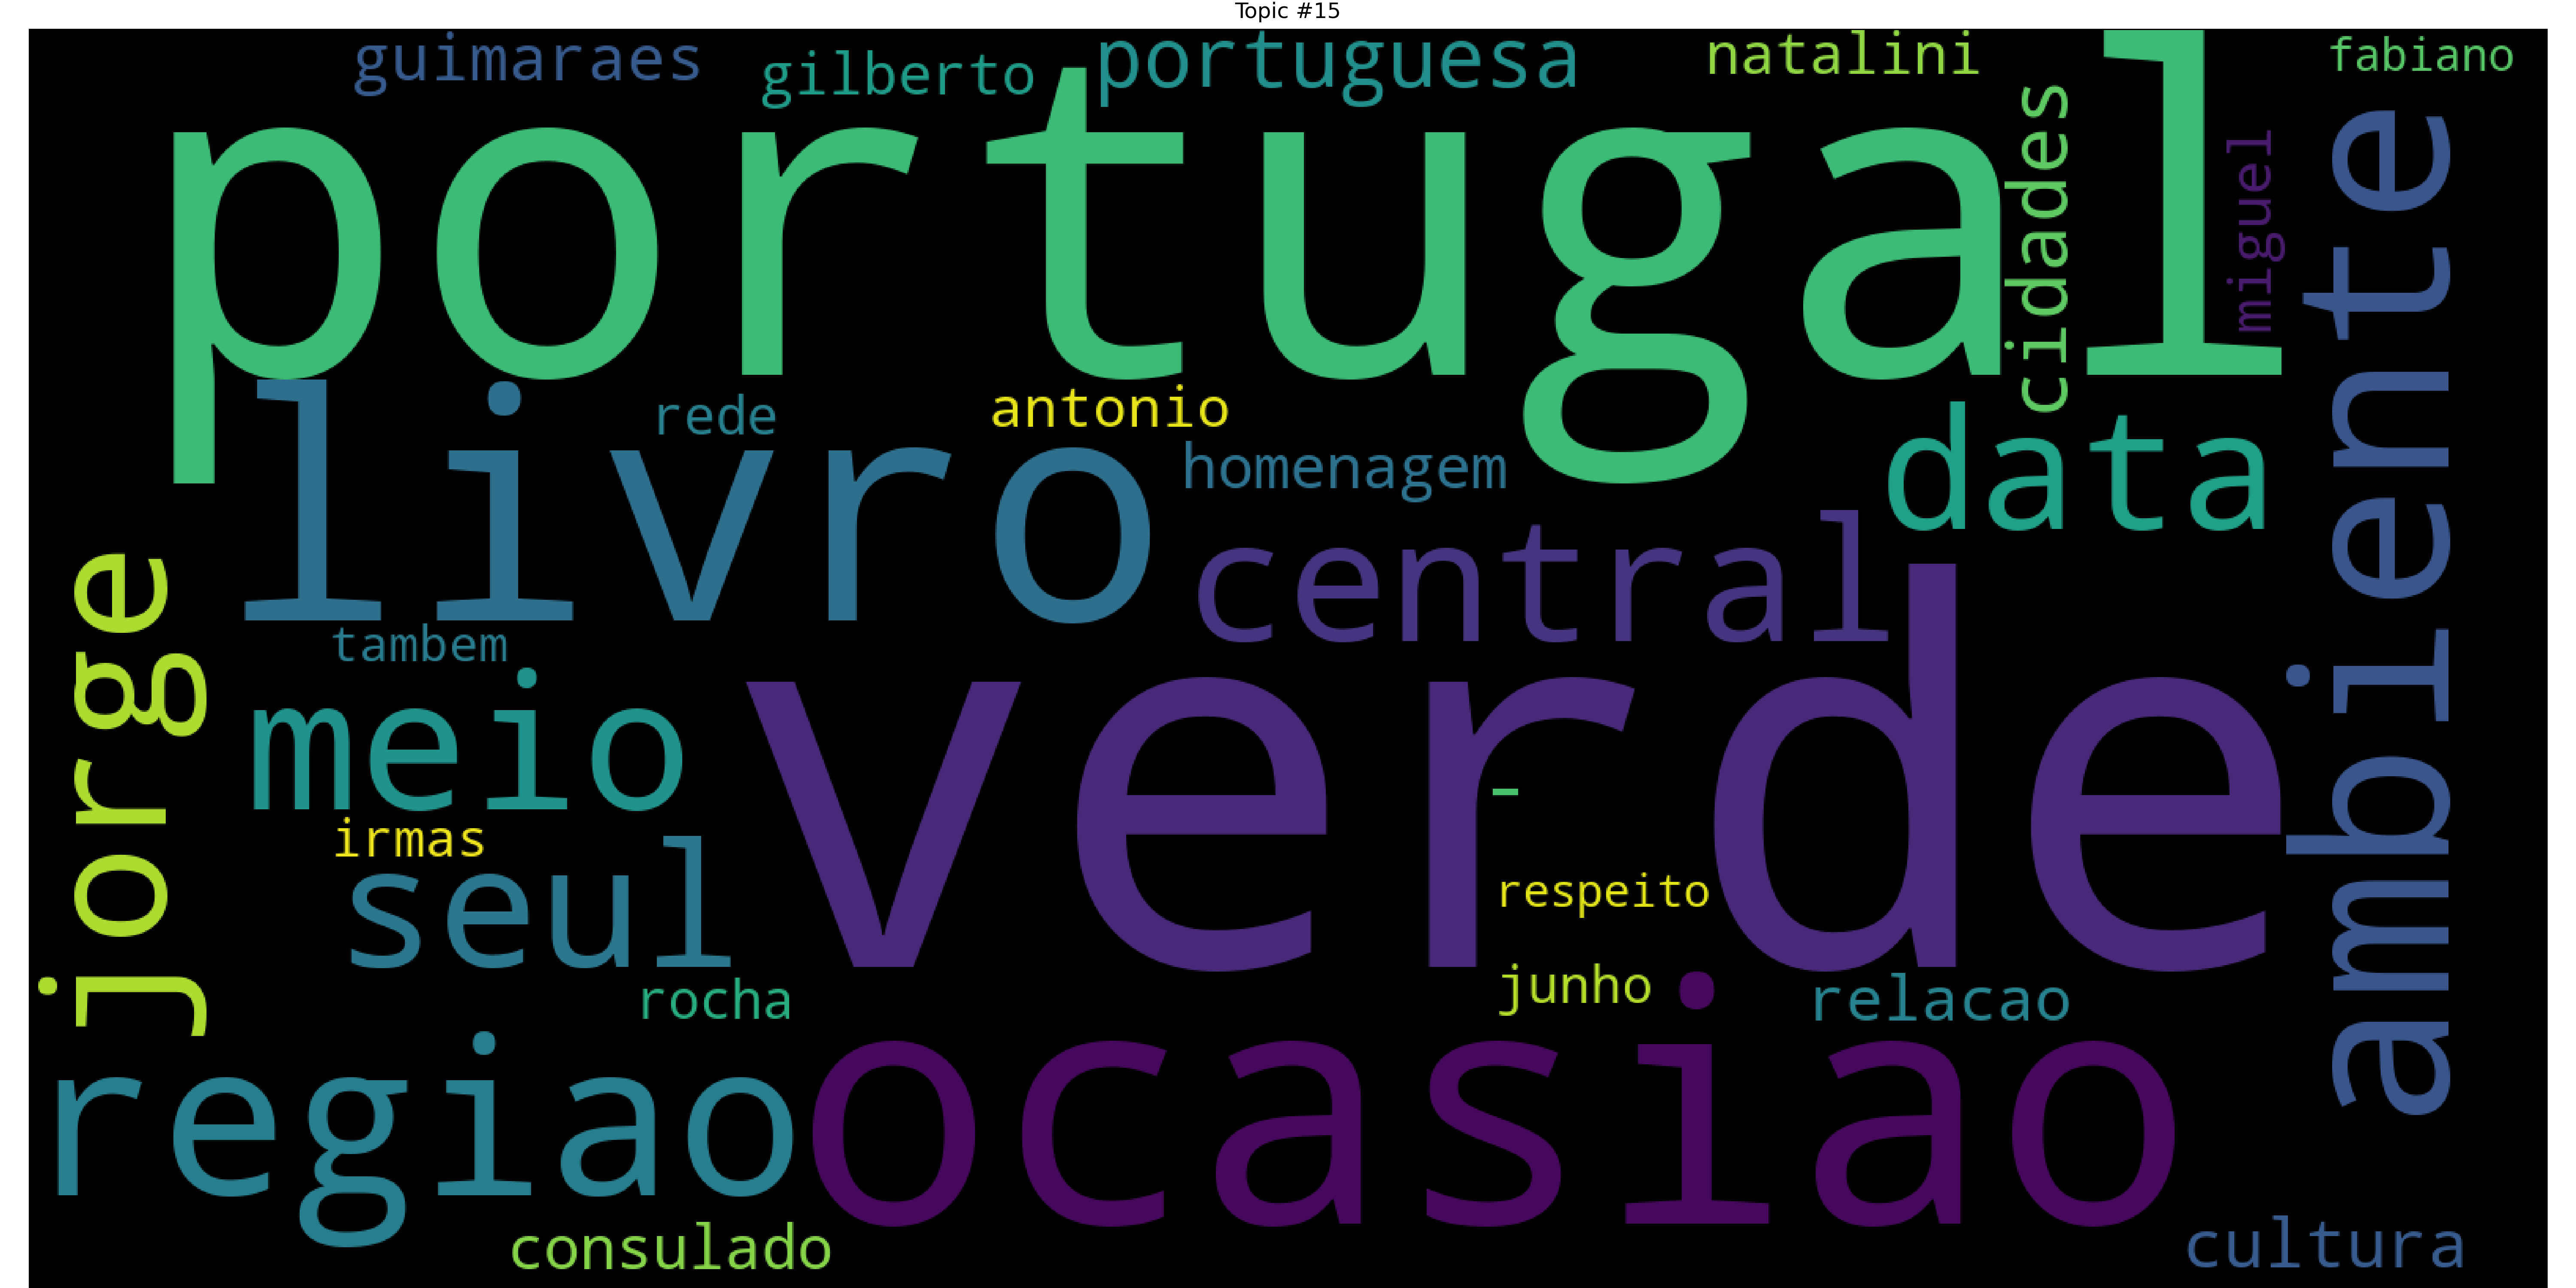 Topic #15
guimaraes
gilberto
portuguesa
natalini
fabiano
portugal
cidades
miguel
ambiente
livro
rede
antonio
homenagem
data
central
jorge
tambem
meio
verde
-
irmas
seul
respeito
rocha
junho
relacao
regiao
ocasiao
consulado
cultura